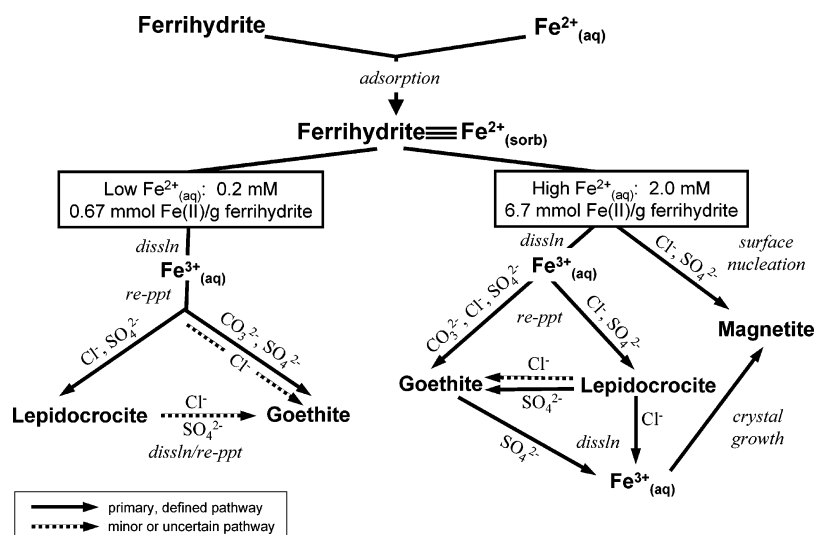 Ferrihydrite
Fe²⁺(aq)
adsorption
Ferrihydrite≡Fe²⁺(sorb)
Low Fe²⁺(aq): 0.2 mM
0.67 mmol Fe(II)/g ferrihydrite
High Fe²⁺(aq): 2.0 mM
6.7 mmol Fe(II)/g ferrihydrite
dissln
Fe³⁺(aq)
re-ppt
Cl⁻, SO₄²⁻
CO₃²⁻, SO₄²⁻
Cl⁻
Lepidocrocite
Cl⁻
SO₄²⁻
Goethite
dissln/re-ppt
dissln
Fe³⁺(aq)
Cl⁻, SO₄²⁻
surface
nucleation
CO₃²⁻, Cl⁻, SO₄²⁻
re-ppt
Cl⁻, SO₄²⁻
Magnetite
Goethite
Cl⁻
SO₄²⁻
Lepidocrocite
SO₄²⁻
dissln
Cl⁻
crystal
growth
Fe³⁺(aq)
primary, defined pathway
minor or uncertain pathway